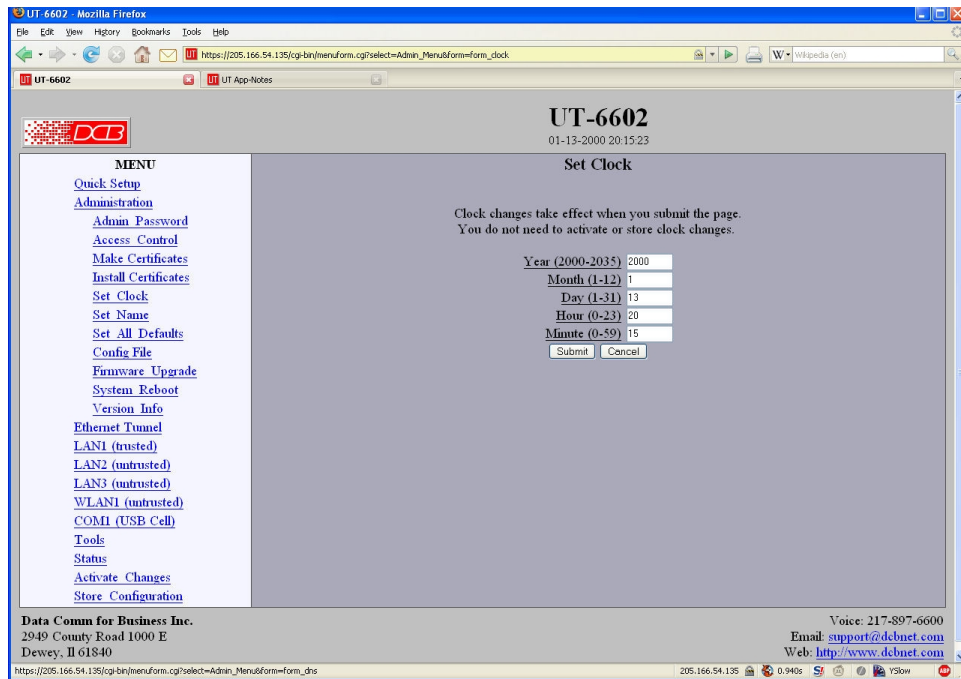 UT-6602 - Mozilla Firefox
File Edit View History Bookmarks Tools Help
https://205.166.54.135/cgi-bin/menuform.cgi?select=Admin_Menu&form=form_clock
W Wikipedia (en)
UT UT-6602
UT UT App-Notes
DCB
UT-6602
01-13-2000 20:15:23
MENU
Quick Setup
Administration
Admin Password
Access Control
Make Certificates
Install Certificates
Set Clock
Set Name
Set All Defaults
Config File
Firmware Upgrade
System Reboot
Version Info
Ethernet Tunnel
LAN1 (trusted)
LAN2 (untrusted)
LAN3 (untrusted)
WLAN1 (untrusted)
COM1 (USB Cell)
Tools
Status
Activate Changes
Store Configuration
Set Clock
Clock changes take effect when you submit the page.
You do not need to activate or store clock changes.
Year (2000-2035) 2000
Month (1-12) 1
Day (1-31) 13
Hour (0-23) 20
Minute (0-59) 15
Submit Cancel
Data Comm for Business Inc.
2949 County Road 1000 E
Dewey, Il 61840
Voice: 217-897-6600
Email: support@dcbnet.com
Web: http://www.dcbnet.com
https://205.166.54.135/cgi-bin/menuform.cgi?select=Admin_Menu&form=form_dns
205.166.54.135 0.940s YSlow ABP